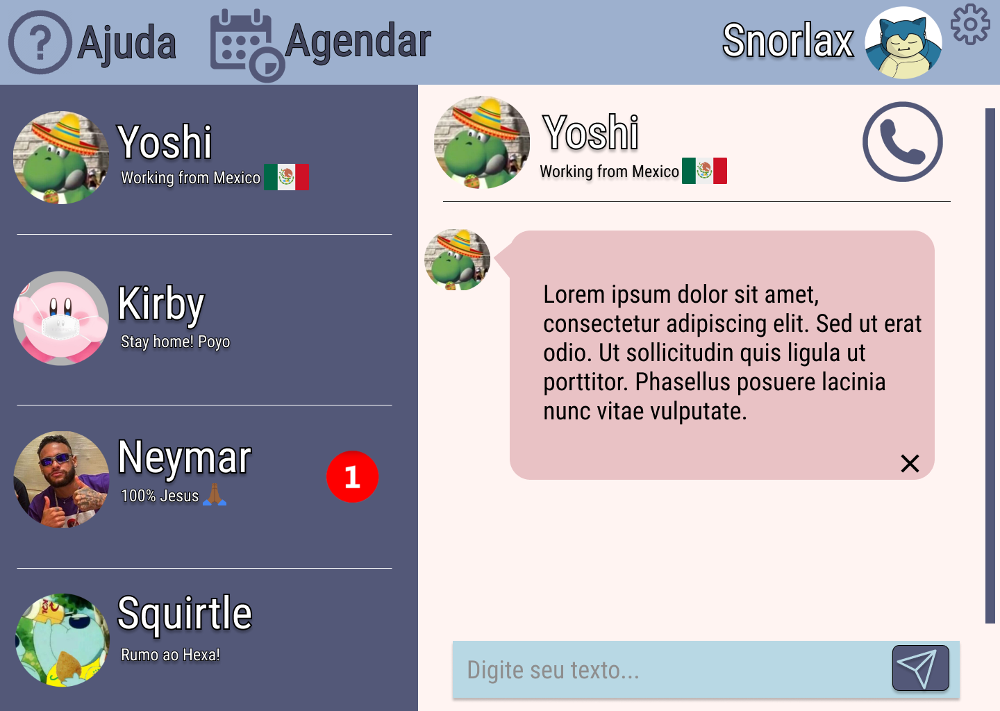 ? Ajuda
Agendar
Snorlax
Yoshi
Working from Mexico
Kirby
Stay home! Poyo
Neymar
100% Jesus
1
Squirtle
Rumo ao Hexa!
Yoshi
Working from Mexico
Lorem ipsum dolor sit amet,
consectetur adipiscing elit. Sed ut erat
odio. Ut sollicitudin quis ligula ut
porttitor. Phasellus posuere lacinia
nunc vitae vulputate.
Digite seu texto...